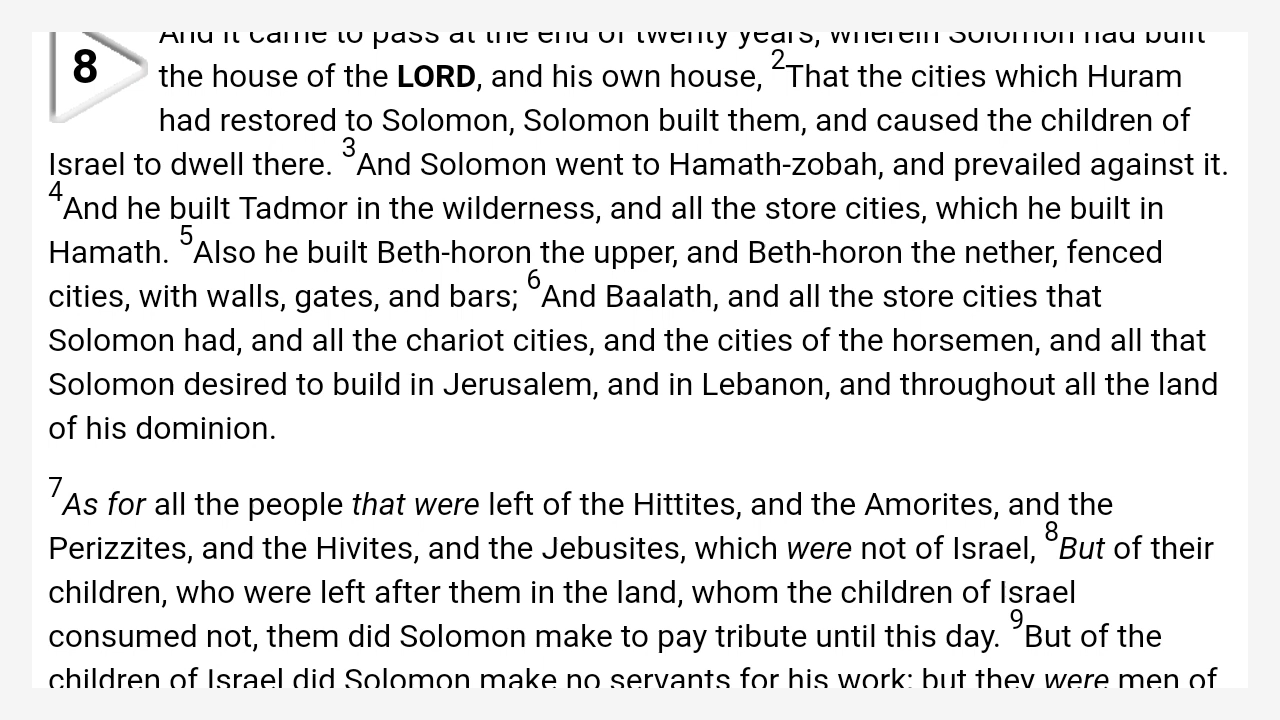 8
And it came to pass at the end of twenty years, wherein Solomon had built
the house of the LORD, and his own house, 2That the cities which Huram
had restored to Solomon, Solomon built them, and caused the children of
Israel to dwell there. 3And Solomon went to Hamath-zobah, and prevailed against it.
4And he built Tadmor in the wilderness, and all the store cities, which he built in
Hamath. 5Also he built Beth-horon the upper, and Beth-horon the nether, fenced
cities, with walls, gates, and bars; 6And Baalath, and all the store cities that
Solomon had, and all the chariot cities, and the cities of the horsemen, and all that
Solomon desired to build in Jerusalem, and in Lebanon, and throughout all the land
of his dominion.
7As for all the people that were left of the Hittites, and the Amorites, and the
Perizzites, and the Hivites, and the Jebusites, which were not of Israel, 8But of their
children, who were left after them in the land, whom the children of Israel
consumed not, them did Solomon make to pay tribute until this day. 9But of the
children of Israel did Solomon make no servants for his work; but they were men of